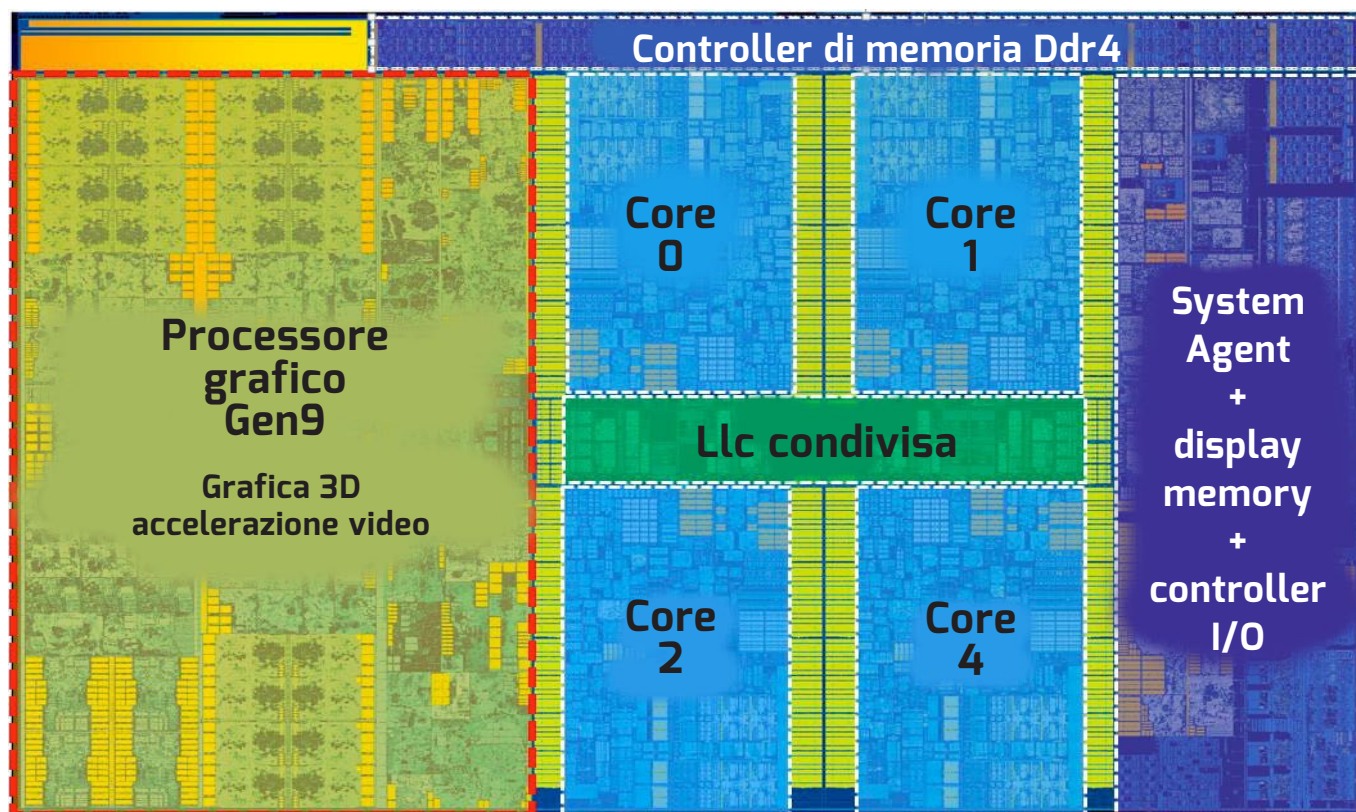 Controller di memoria Ddr4
Processore
grafico
Gen9
Grafica 3D
accelerazione video
Core
0
Core
1
Llc condivisa
Core
2
Core
4
System
Agent
+
display
memory
+
controller
I/O